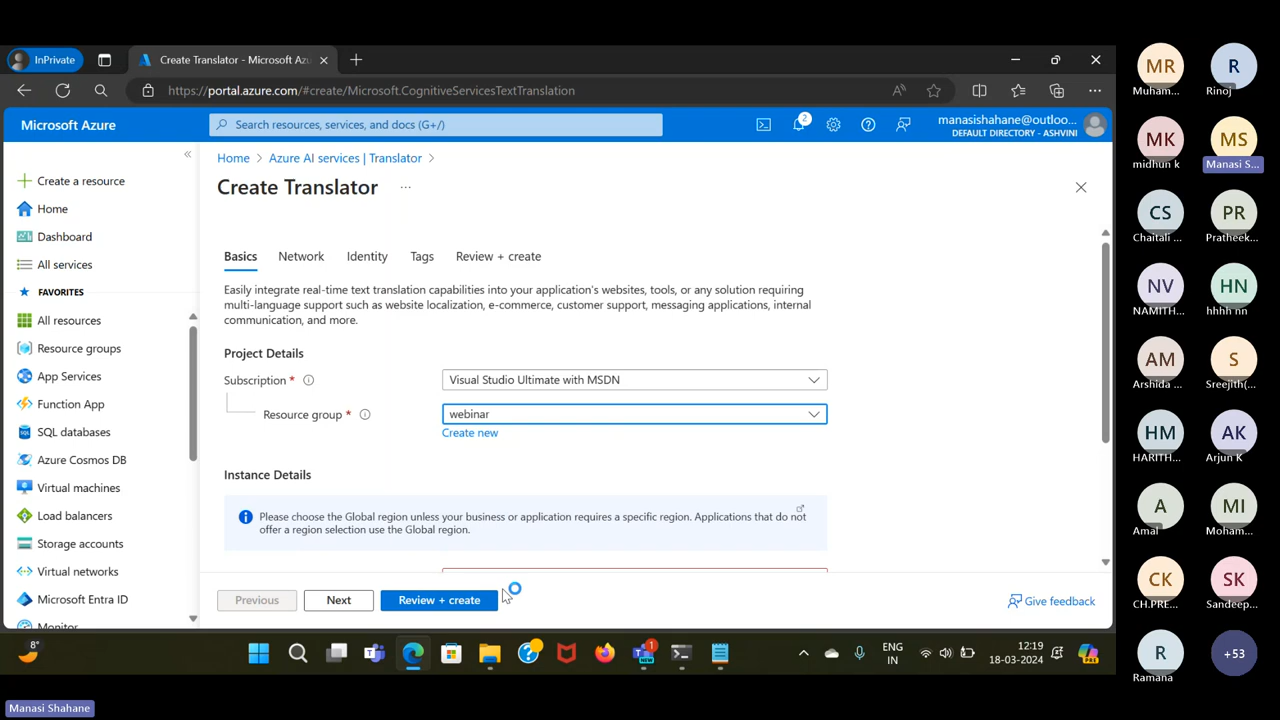 InPrivate
Create Translator - Microsoft Azu
https://portal.azure.com/#create/Microsoft.CognitiveServicesTextTranslation
Microsoft Azure
Search resources, services, and docs (G+/)
2
manasishahane@outloo...
DEFAULT DIRECTORY - ASHVINI
Create a resource
Home
Dashboard
All services
FAVORITES
All resources
Resource groups
App Services
Function App
SQL databases
Azure Cosmos DB
Virtual machines
Load balancers
Storage accounts
Virtual networks
Microsoft Entra ID
Monitor
Home > Azure AI services | Translator >
Create Translator ...
Basics Network Identity Tags Review + create
Easily integrate real-time text translation capabilities into your application's websites, tools, or any solution requiring
multi-language support such as website localization, e-commerce, customer support, messaging applications, internal
communication, and more.
Project Details
Subscription *
Visual Studio Ultimate with MSDN
Resource group *
webinar
Create new
Instance Details
Please choose the Global region unless your business or application requires a specific region. Applications that do not
offer a region selection use the Global region.
Previous Next Review + create
Give feedback
8°
NEW
1
ENG
IN
12:19
18-03-2024
PRE
Manasi Shahane
MR
Muham...
R
Rinoj
MK
midhun k
MS
Manasi S...
CS
Chaitali ...
PR
Pratheek...
NV
NAMITH...
HN
hhhh nn
AM
Arshida ...
S
Sreejith(...
HM
HARITH...
AK
Arjun K
A
Amal
MI
Moham...
CK
CH.PRE...
SK
Sandeep...
R
Ramana
+53